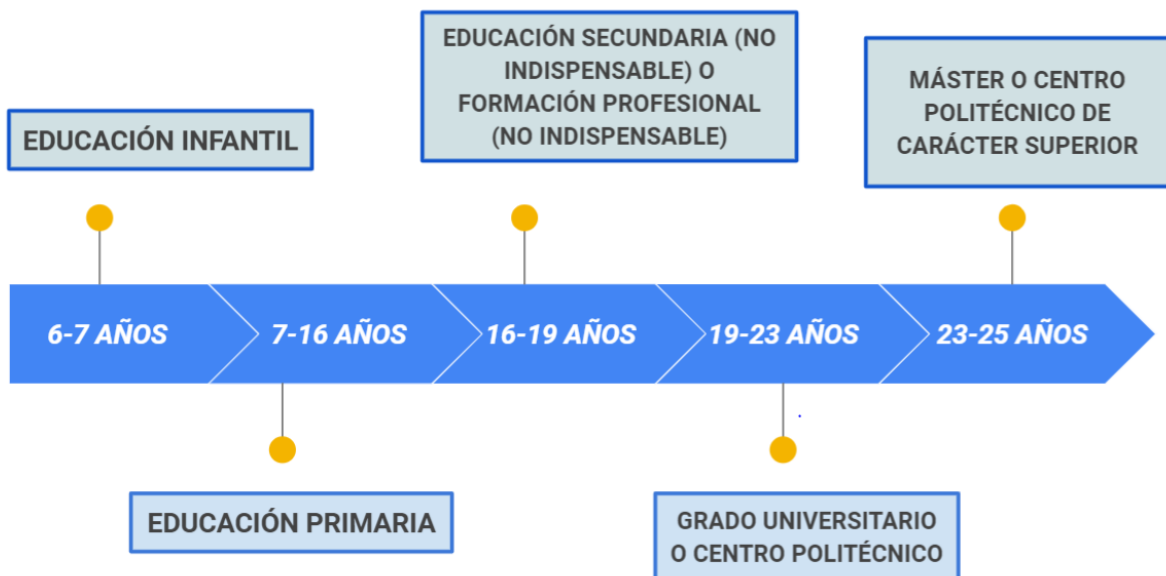 EDUCACIÓN SECUNDARIA (NO
INDISPENSABLE) O
FORMACIÓN PROFESIONAL
(NO INDISPENSABLE)
MÁSTER O CENTRO
POLITÉCNICO DE
CARÁCTER SUPERIOR
EDUCACIÓN INFANTIL
6-7 AÑOS
7-16 AÑOS
16-19 AÑOS
19-23 AÑOS
23-25 AÑOS
EDUCACIÓN PRIMARIA
GRADO UNIVERSITARIO
O CENTRO POLITÉCNICO